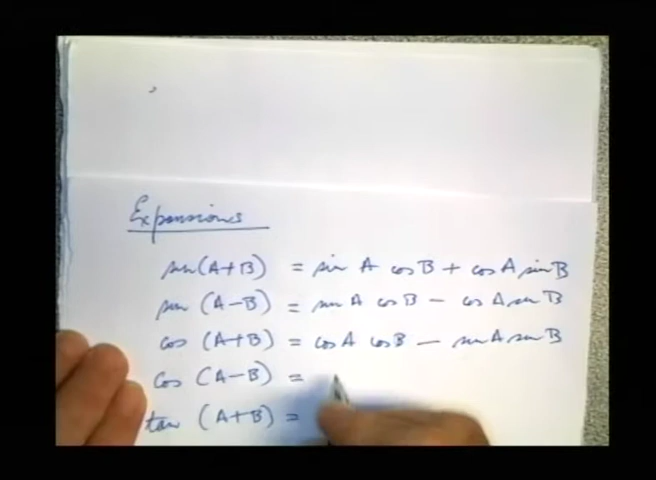 Expansions
sin(A+B) = sin A cos B + cos A sin B
sin (A-B) = sin A cos B - cos A sin B
cos (A+B) = cos A cos B - sin A sin B
cos (A-B) =
tan (A+B) =